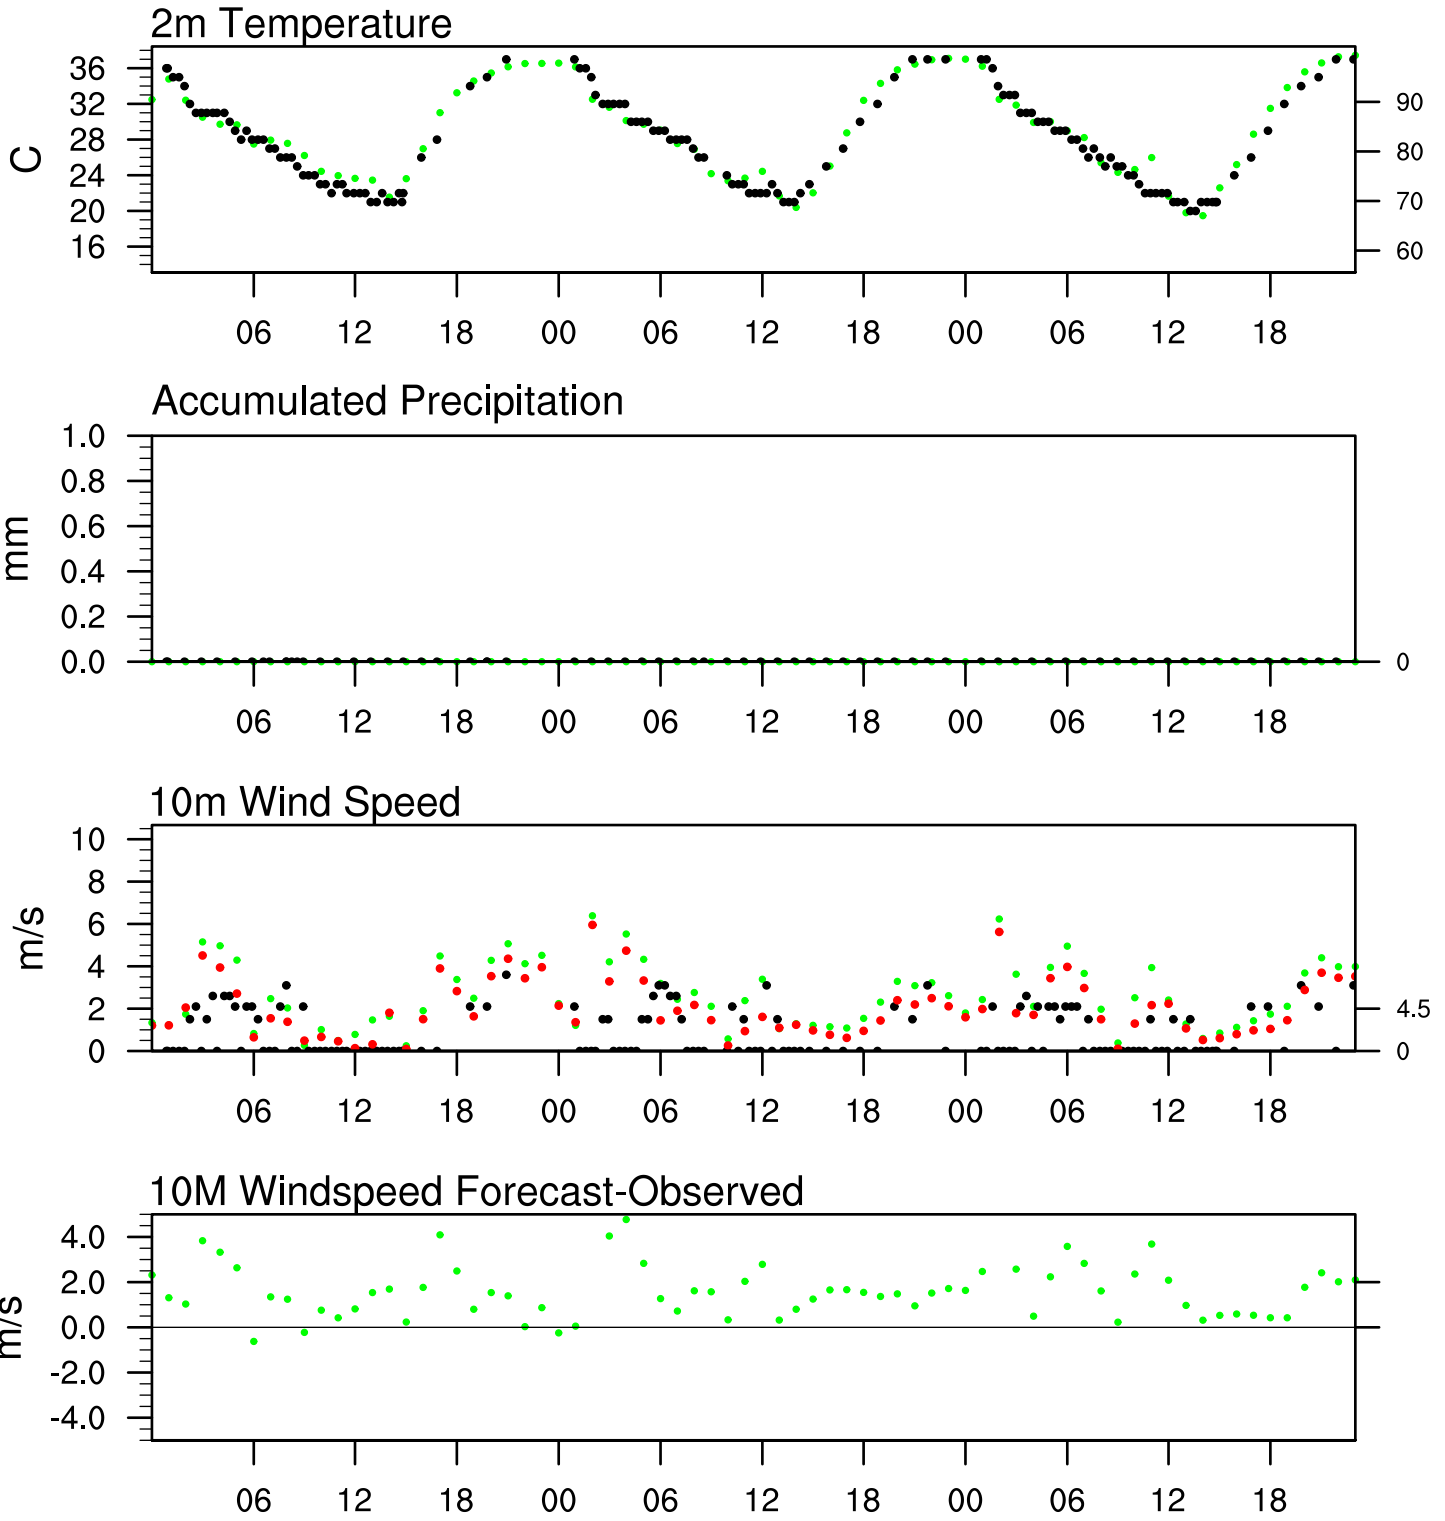 2m Temperature
36
32
28
24
20
16
C
90
80
70
60
06 12 18 00 06 12 18 00 06 12 18
Accumulated Precipitation
1.0
0.8
0.6
0.4
0.2
0.0
mm
0
06 12 18 00 06 12 18 00 06 12 18
10m Wind Speed
10
8
6
4
2
0
m/s
4.5
0
06 12 18 00 06 12 18 00 06 12 18
10M Windspeed Forecast-Observed
4.0
2.0
0.0
-2.0
-4.0
m/s
06 12 18 00 06 12 18 00 06 12 18